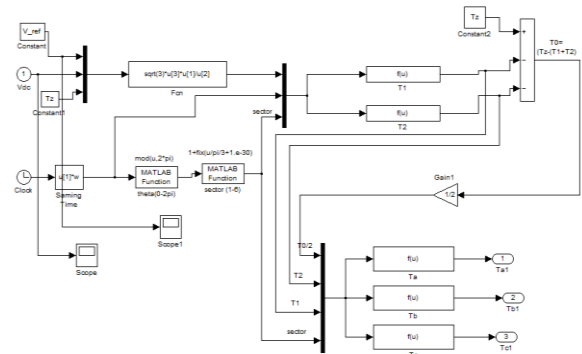 V_ref
Constant
1
Vdc
Tz
Constant1
sqrt(3)*u[3]*u[1]/u[2]
Fcn
sector
f(u)
T1
f(u)
T2
Tz
Constant2
T0=
(Tz-(T1+T2)
+
−
−
Clock
u[1]*w
Saming
Time
mod(u,2*pi)
MATLAB
Function
theta(0-2pi)
1+fix(u/pi/3+1.e-30)
MATLAB
Function
sector (1-6)
Scope1
Scope
Gain1
1/2
T0/2
T2
T1
sector
f(u)
Ta
1
Ta1
f(u)
Tb
2
Tb1
f(u)
3
Tc1